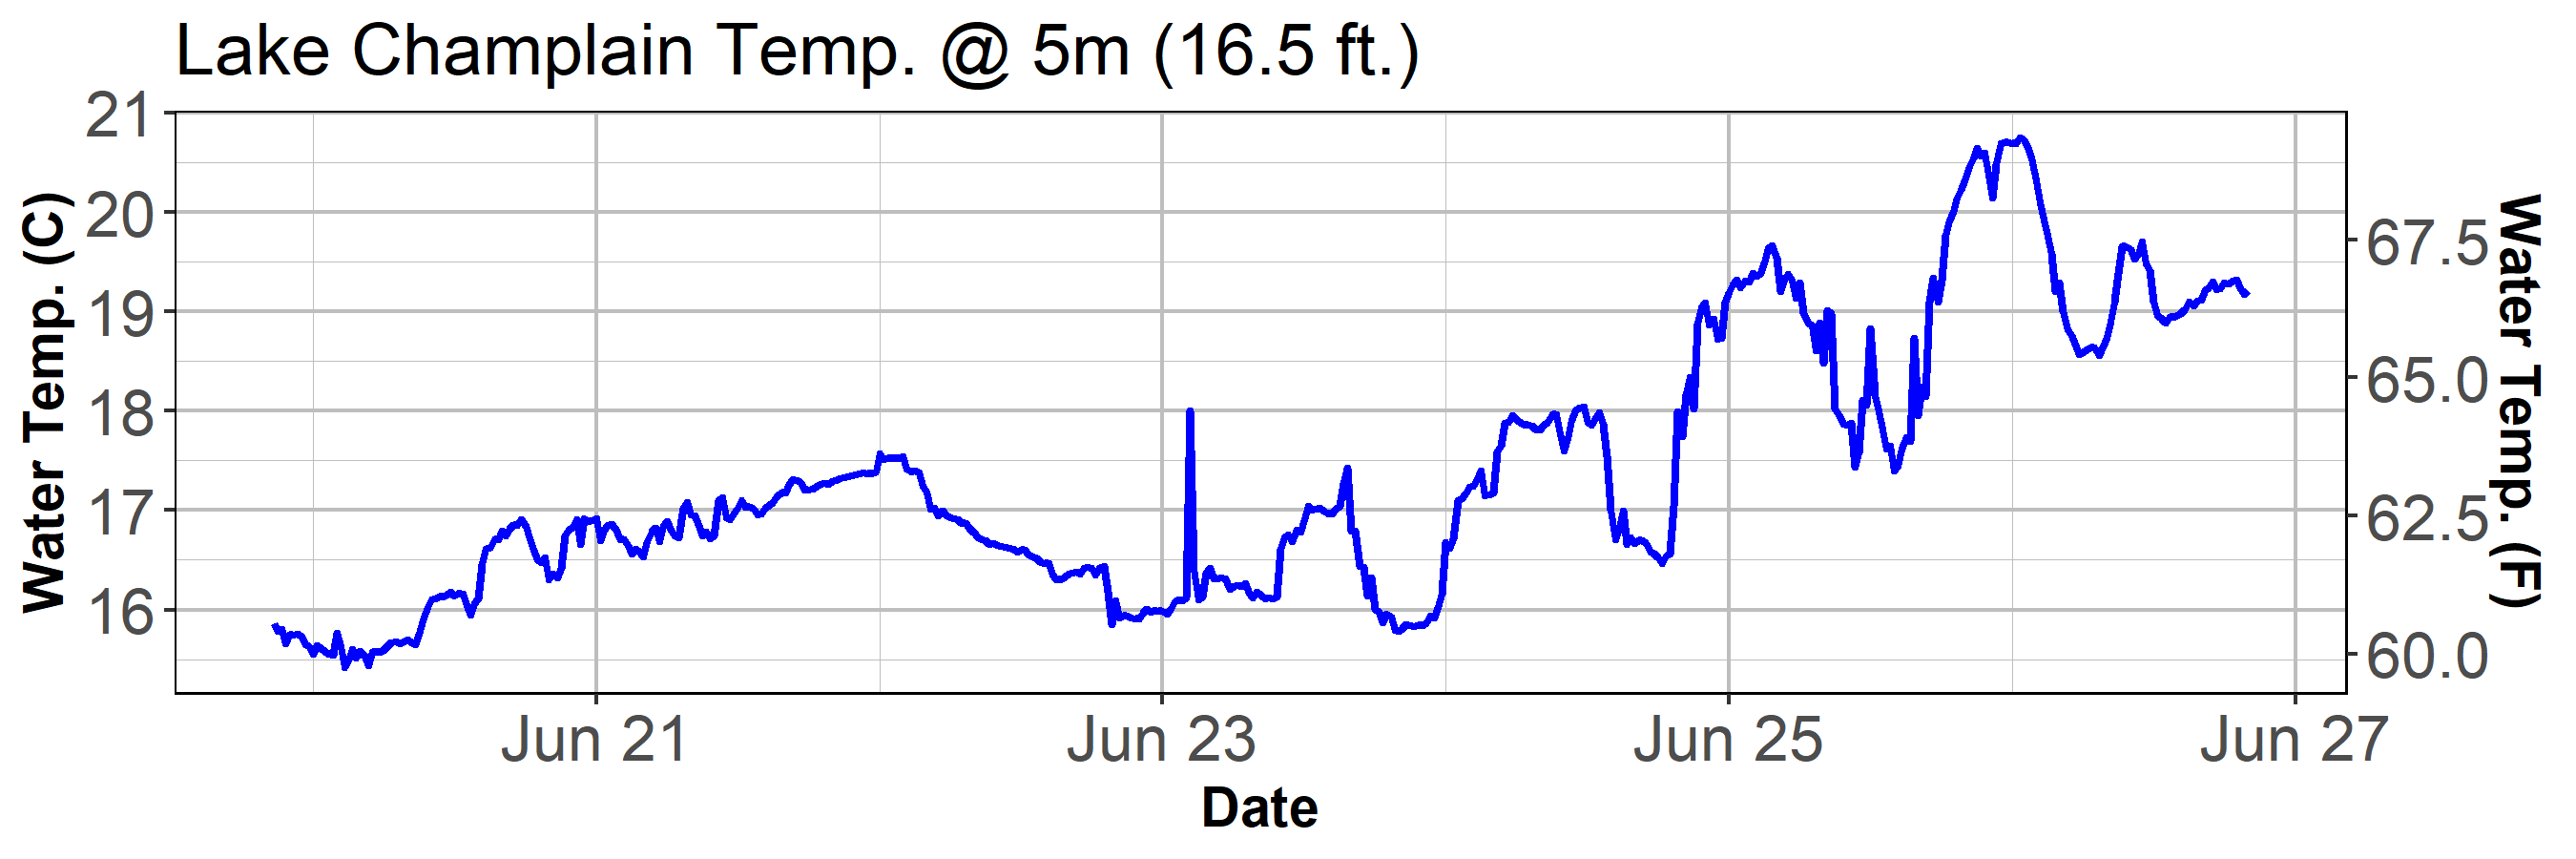 Lake Champlain Temp. @ 5m (16.5 ft.)
Water Temp. (C)
21
20
19
18
17
16
67.5
65.0
62.5
60.0
Water Temp. (F)
Jun 21
Jun 23
Jun 25
Jun 27
Date